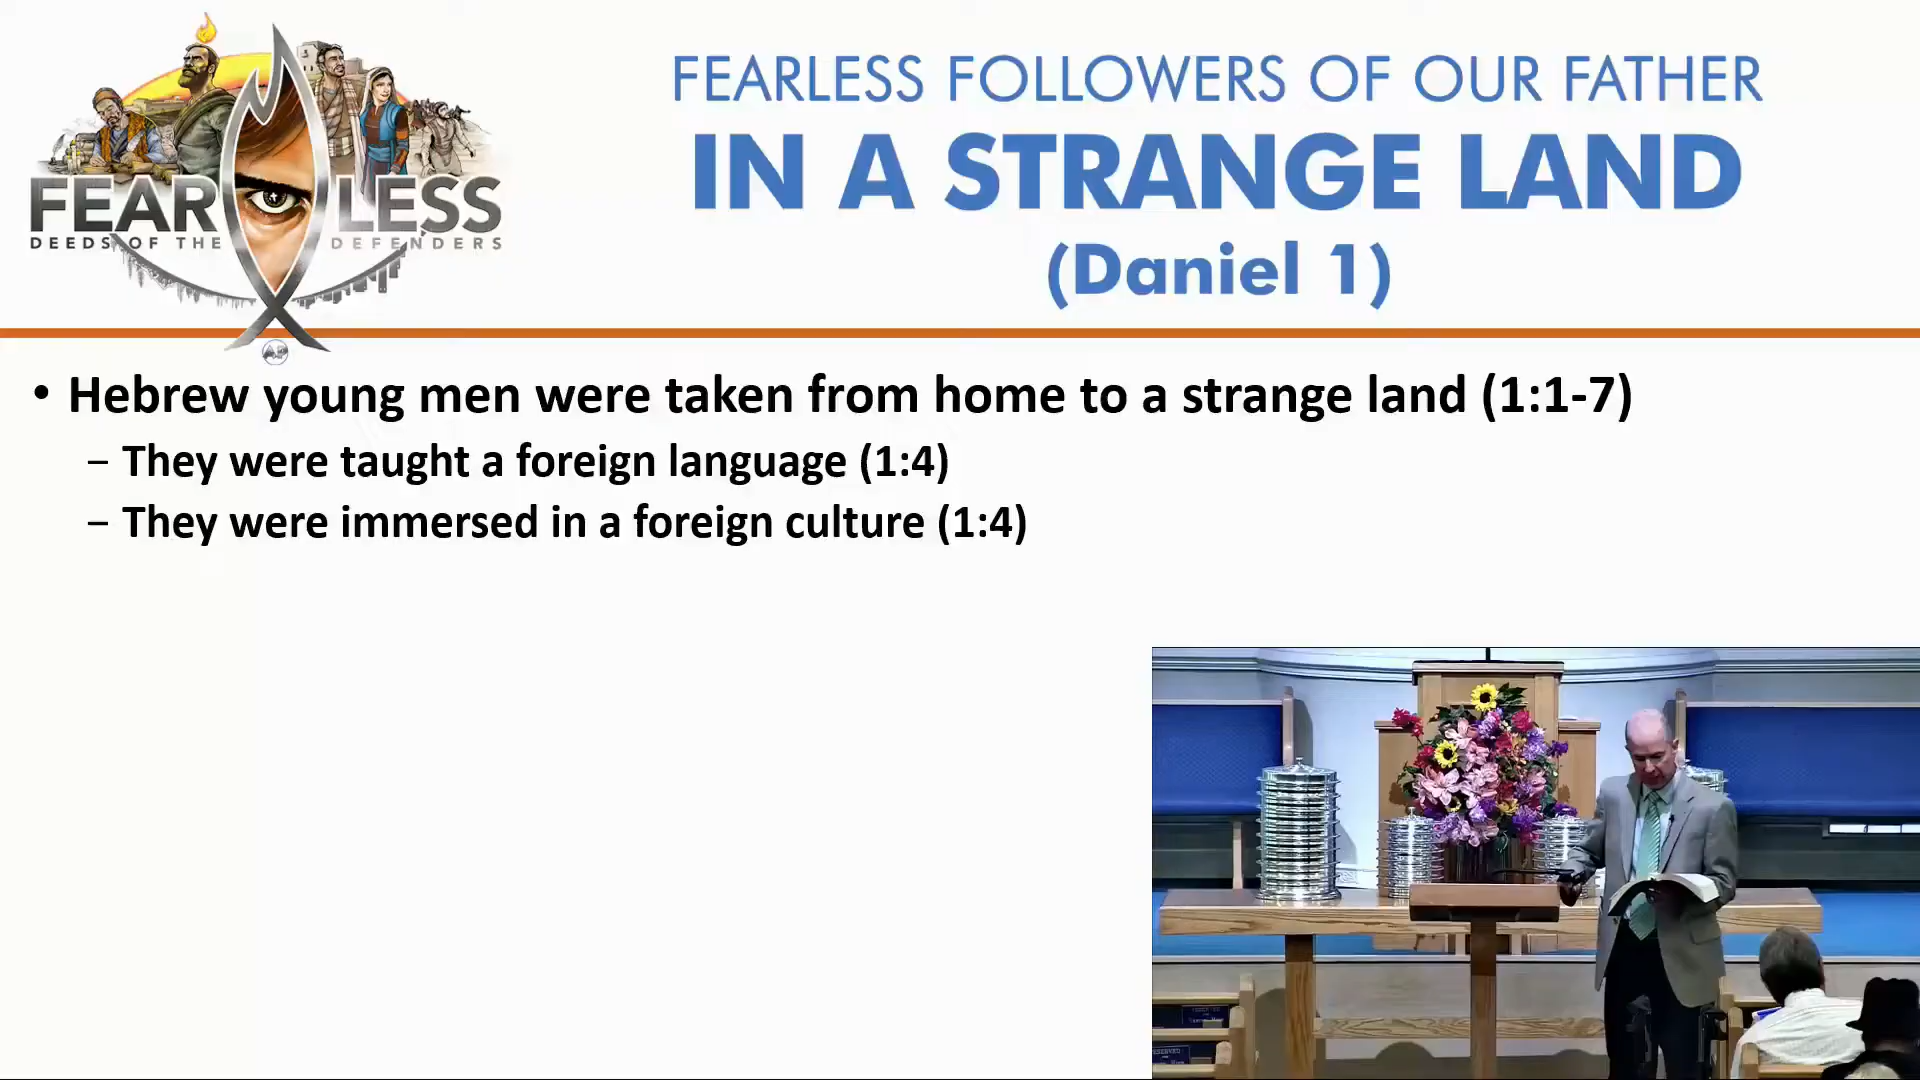 FEARLESS
DEEDS OF THE DEFENDERS
FEARLESS FOLLOWERS OF OUR FATHER
IN A STRANGE LAND
(Daniel 1)
• Hebrew young men were taken from home to a strange land (1:1-7)
– They were taught a foreign language (1:4)
– They were immersed in a foreign culture (1:4)
RESERVED